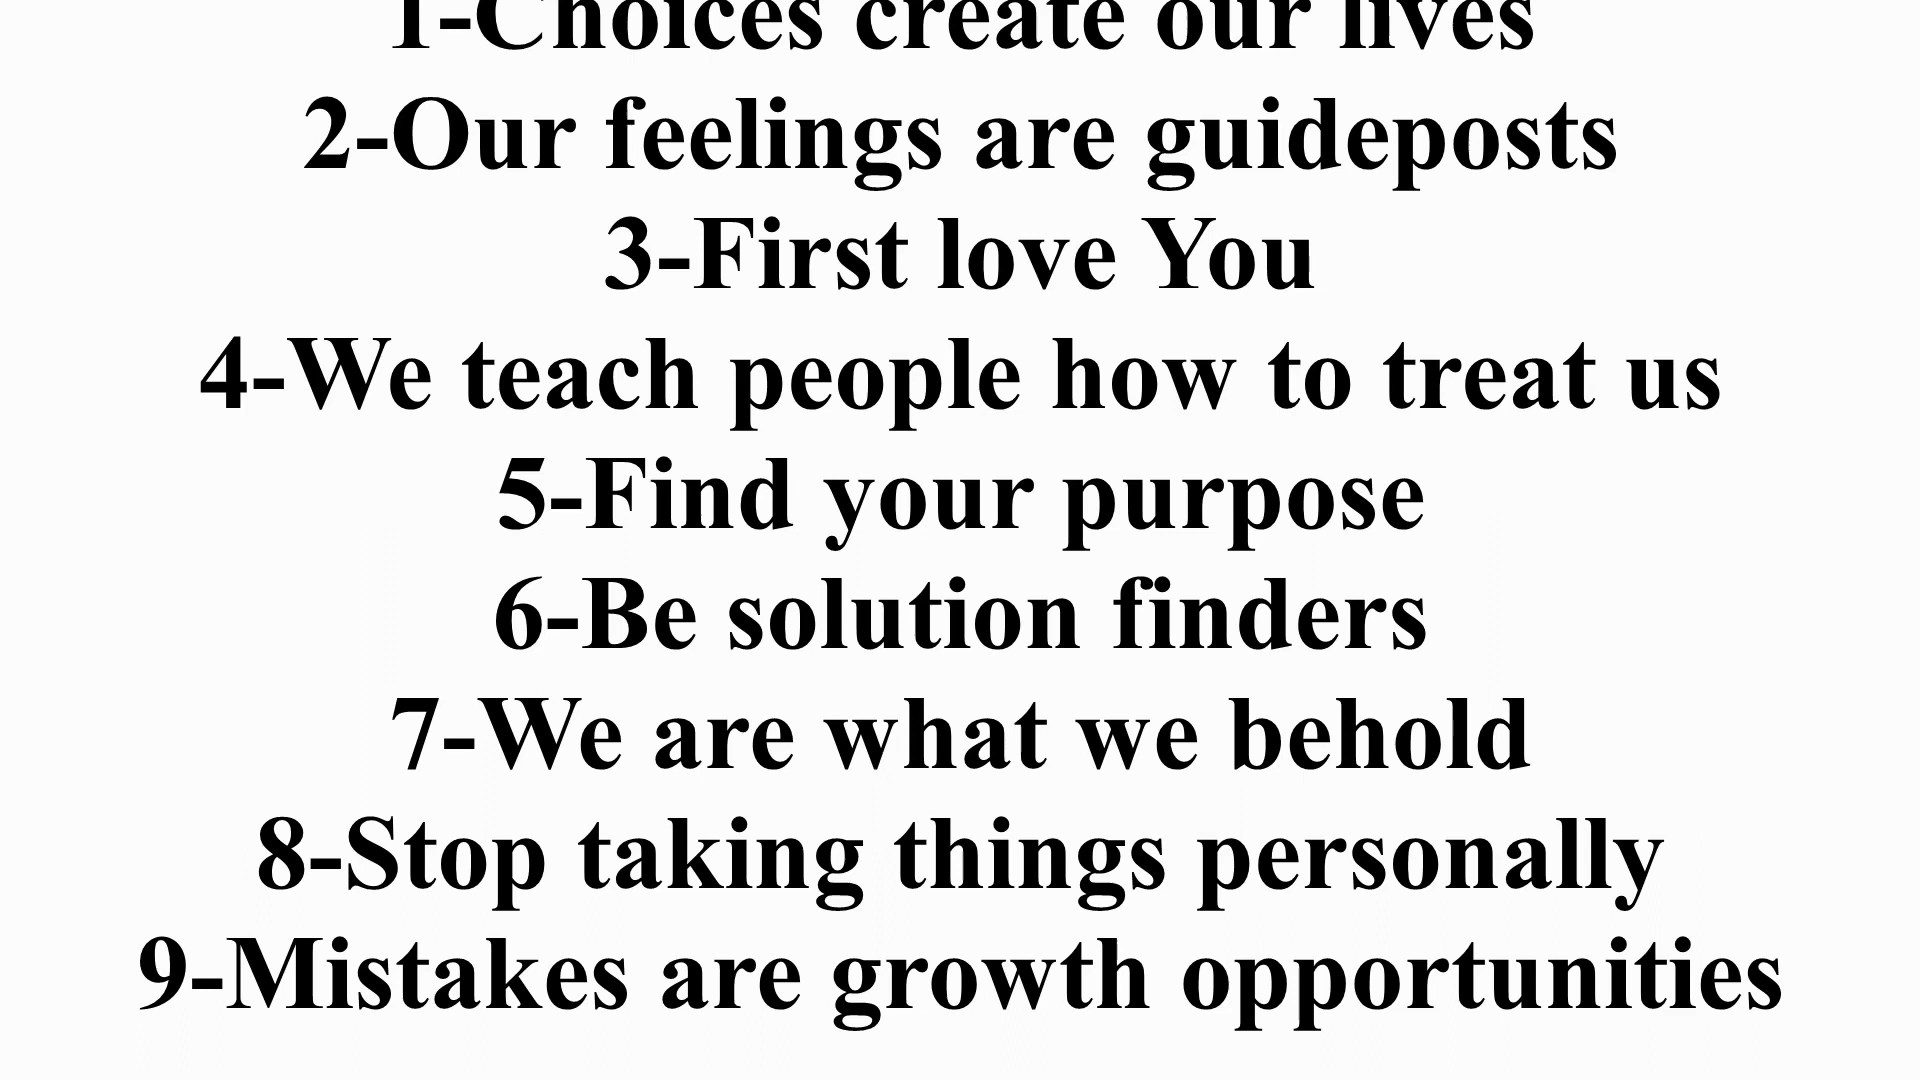 1-Choices create our lives
2-Our feelings are guideposts
3-First love You
4-We teach people how to treat us
5-Find your purpose
6-Be solution finders
7-We are what we behold
8-Stop taking things personally
9-Mistakes are growth opportunities